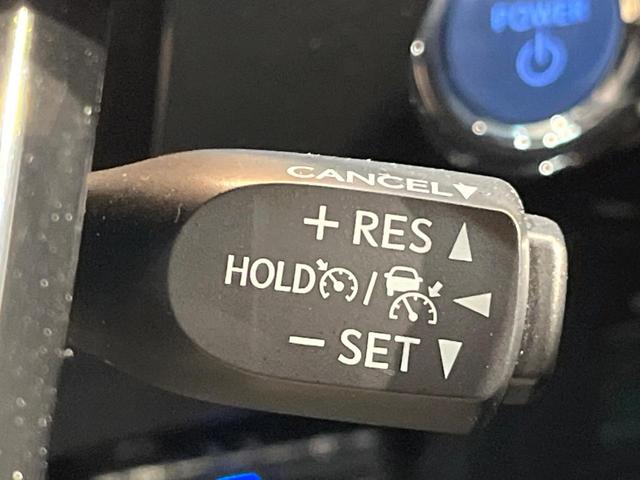 POWER
CANCEL
+ RES
HOLD /
− SET